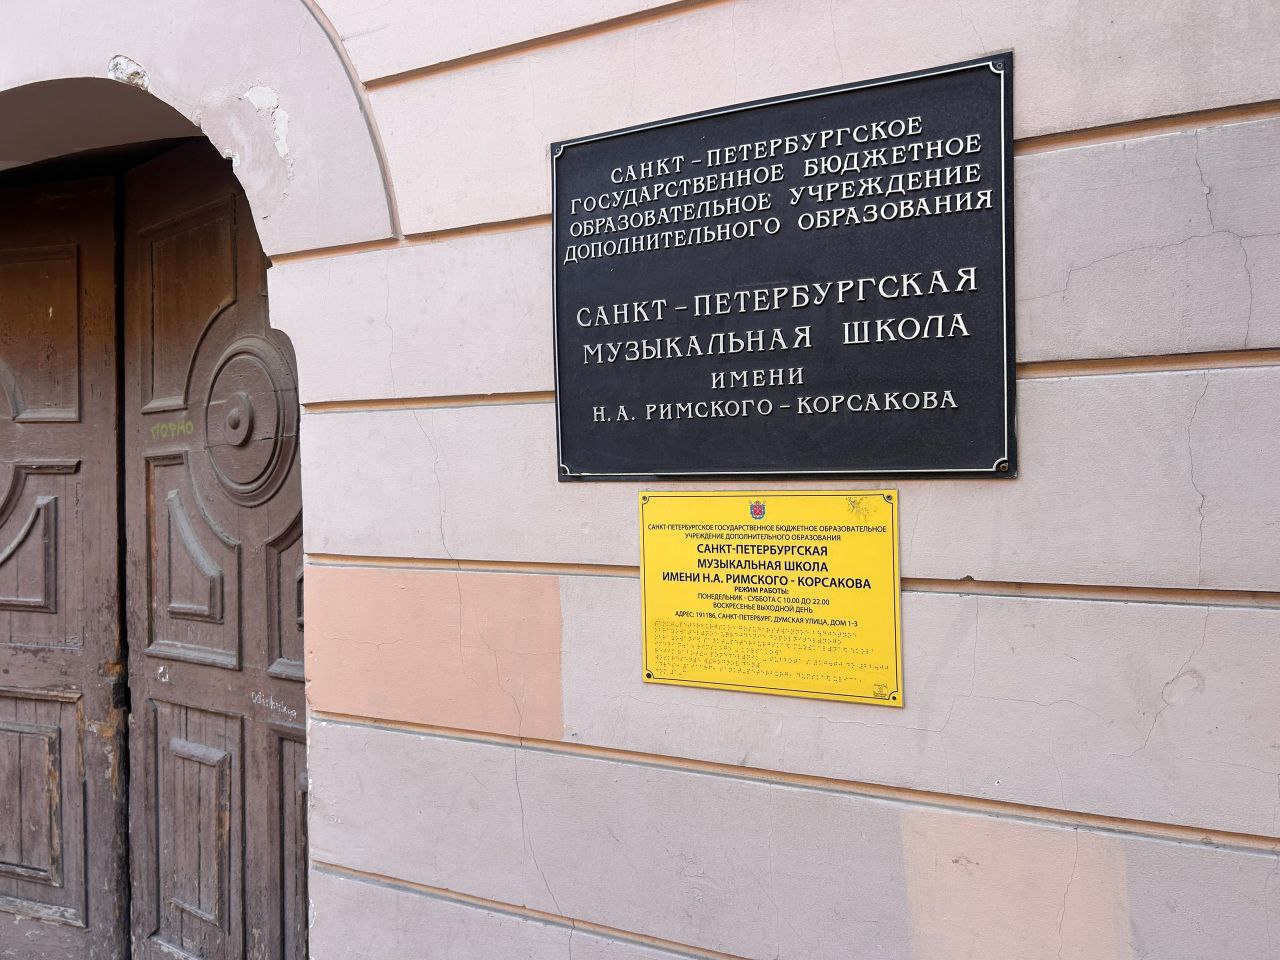 САНКТ – ПЕТЕРБУРГСКОЕ
ГОСУДАРСТВЕННОЕ БЮДЖЕТНОЕ
ОБРАЗОВАТЕЛЬНОЕ УЧРЕЖДЕНИЕ
ДОПОЛНИТЕЛЬНОГО ОБРАЗОВАНИЯ
САНКТ – ПЕТЕРБУРГСКАЯ
МУЗЫКАЛЬНАЯ ШКОЛА
ИМЕНИ
Н. А. РИМСКОГО – КОРСАКОВА
САНКТ-ПЕТЕРБУРГСКОЕ ГОСУДАРСТВЕННОЕ БЮДЖЕТНОЕ ОБРАЗОВАТЕЛЬНОЕ
УЧРЕЖДЕНИЕ ДОПОЛНИТЕЛЬНОГО ОБРАЗОВАНИЯ
САНКТ-ПЕТЕРБУРГСКАЯ
МУЗЫКАЛЬНАЯ ШКОЛА
ИМЕНИ Н.А. РИМСКОГО - КОРСАКОВА
РЕЖИМ РАБОТЫ:
ПОНЕДЕЛЬНИК - СУББОТА С 10.00 ДО 22.00
ВОСКРЕСЕНЬЕ ВЫХОДНОЙ ДЕНЬ
АДРЕС: 191186, САНКТ-ПЕТЕРБУРГ, ДУМСКАЯ УЛИЦА, ДОМ 1-3
ПОРНО